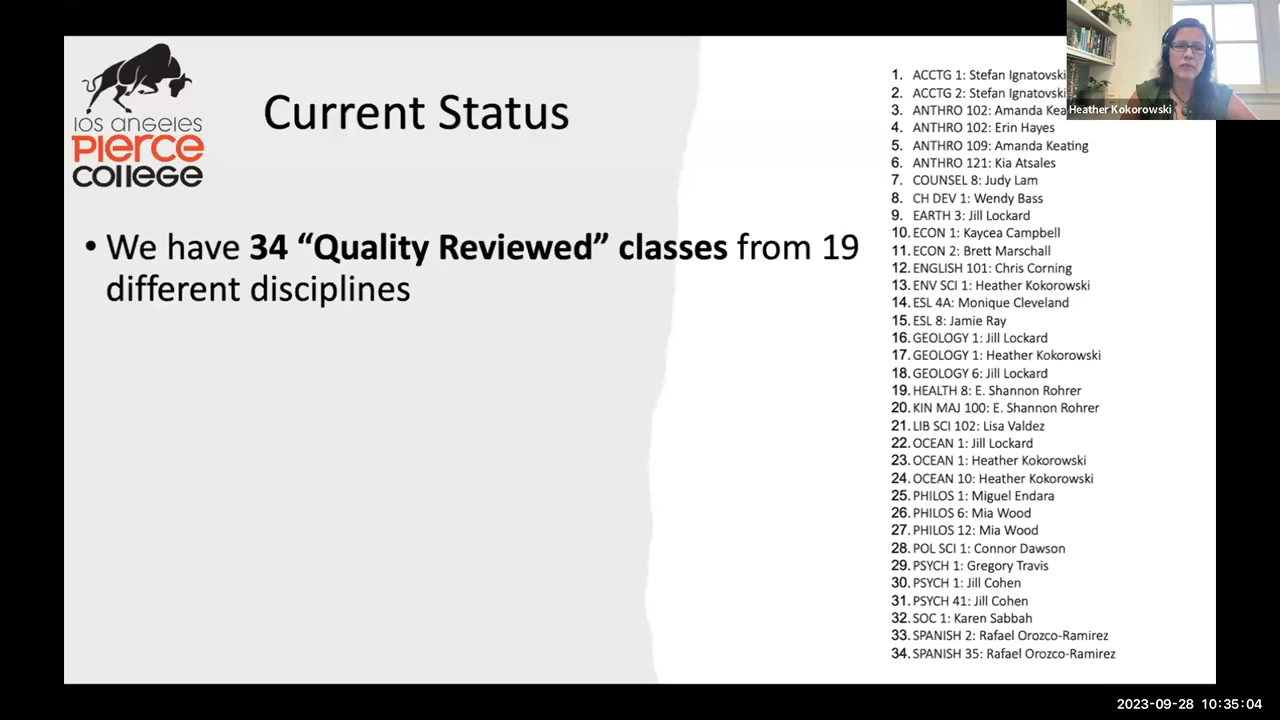 los angeles
PIERCE
COLLEGE
Current Status
• We have 34 “Quality Reviewed” classes from 19
different disciplines
1. ACCTG 1: Stefan Ignatovski
2. ACCTG 2: Stefan Ignatovski
3. ANTHRO 102: Amanda Kea
4. ANTHRO 102: Erin Hayes
5. ANTHRO 109: Amanda Keating
6. ANTHRO 121: Kia Atsales
7. COUNSEL 8: Judy Lam
8. CH DEV 1: Wendy Bass
9. EARTH 3: Jill Lockard
10. ECON 1: Kaycea Campbell
11. ECON 2: Brett Marschall
12. ENGLISH 101: Chris Corning
13. ENV SCI 1: Heather Kokorowski
14. ESL 4A: Monique Cleveland
15. ESL 8: Jamie Ray
16. GEOLOGY 1: Jill Lockard
17. GEOLOGY 1: Heather Kokorowski
18. GEOLOGY 6: Jill Lockard
19. HEALTH 8: E. Shannon Rohrer
20. KIN MAJ 100: E. Shannon Rohrer
21. LIB SCI 102: Lisa Valdez
22. OCEAN 1: Jill Lockard
23. OCEAN 1: Heather Kokorowski
24. OCEAN 10: Heather Kokorowski
25. PHILOS 1: Miguel Endara
26. PHILOS 6: Mia Wood
27. PHILOS 12: Mia Wood
28. POL SCI 1: Connor Dawson
29. PSYCH 1: Gregory Travis
30. PSYCH 1: Jill Cohen
31. PSYCH 41: Jill Cohen
32. SOC 1: Karen Sabbah
33. SPANISH 2: Rafael Orozco-Ramirez
34. SPANISH 35: Rafael Orozco-Ramirez
Heather Kokorowski
2023-09-28 10:35:04